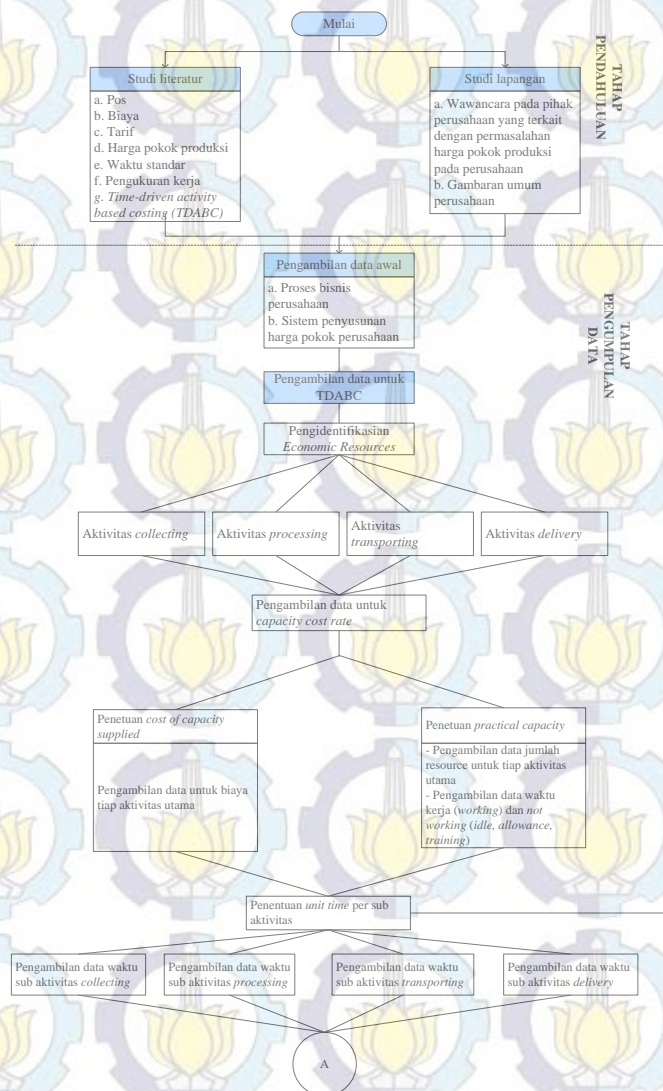 Mulai
Studi literatur
a. Pos
b. Biaya
c. Tarif
d. Harga pokok produksi
e. Waktu standar
f. Pengukuran kerja
g. Time-driven activity
based costing (TDABC)
Studi lapangan
a. Wawancara pada pihak
perusahaan yang terkait
dengan permasalahan
harga pokok produksi
pada perusahaan
b. Gambaran umum
perusahaan
TAHAP
PENDAHULUAN
Pengambilan data awal
a. Proses bisnis
perusahaan
b. Sistem penyusunan
harga pokok perusahaan
TAHAP
PENGUMPULAN
DATA
Pengambilan data untuk
TDABC
Pengidentifikasian
Economic Resources
Aktivitas collecting
Aktivitas processing
Aktivitas
transporting
Aktivitas delivery
Pengambilan data untuk
capacity cost rate
Penetuan cost of capacity
supplied
Pengambilan data untuk biaya
tiap aktivitas utama
Penetuan practical capacity
- Pengambilan data jumlah
resource untuk tiap aktivitas
utama
- Pengambilan data waktu
kerja (working) dan not
working (idle, allowance,
training)
Penentuan unit time per sub
aktivitas
Pengambilan data waktu
sub aktivitas collecting
Pengambilan data waktu
sub aktivitas processing
Pengambilan data waktu
sub aktivitas transporting
Pengambilan data waktu
sub aktivitas delivery
A